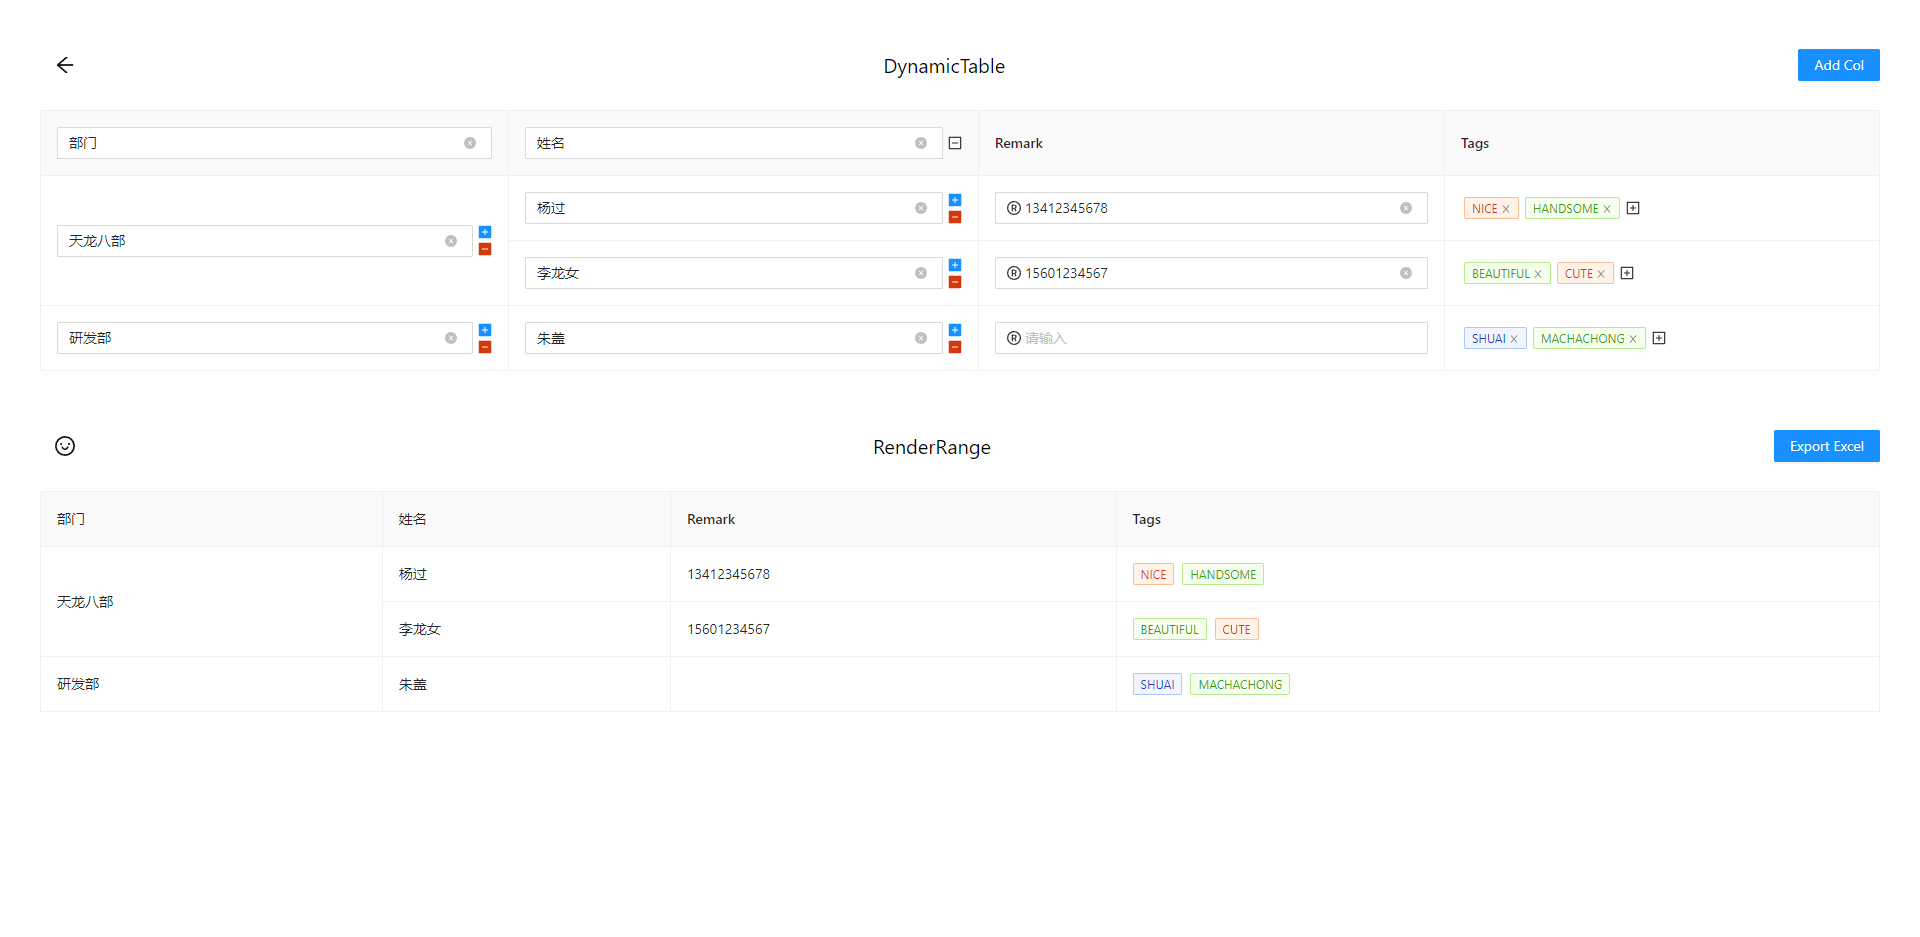 DynamicTable
Add Col
部门
姓名
Remark
Tags
天龙八部
杨过
13412345678
NICE
HANDSOME
李龙女
15601234567
BEAUTIFUL
CUTE
研发部
朱盖
请输入
SHUAI
MACHACHONG
RenderRange
Export Excel
部门
姓名
Remark
Tags
天龙八部
杨过
13412345678
NICE
HANDSOME
李龙女
15601234567
BEAUTIFUL
CUTE
研发部
朱盖
SHUAI
MACHACHONG